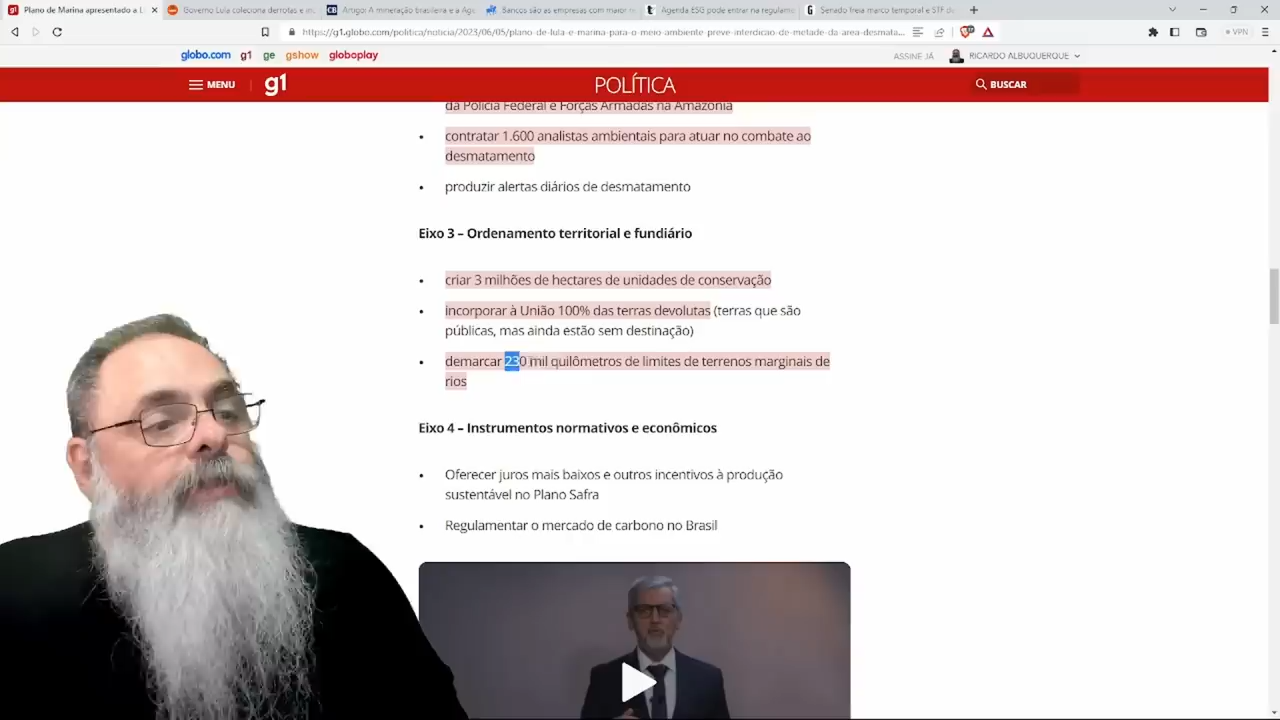 Plano de Marina apresentado a L
Governo Lula coleciona derrotas e
Artigo: A mineração brasileira e a Age
Bancos são as empresas com maior r
Agenda ESG pode entrar na regulame
Senado freia marco temporal e STF d
https://g1.globo.com/politica/noticia/2023/06/05/plano-de-lula-e-marina-para-o-meio-ambiente-preve-interdicao-de-metade-da-area-desmata...
VPN
globo.com g1 ge gshow globoplay
ASSINE JÁ
RICARDO ALBUQUERQUE
MENU
g1
POLÍTICA
BUSCAR
da Polícia Federal e Forças Armadas na Amazônia
• contratar 1.600 analistas ambientais para atuar no combate ao
desmatamento
• produzir alertas diários de desmatamento
Eixo 3 – Ordenamento territorial e fundiário
• criar 3 milhões de hectares de unidades de conservação
• incorporar à União 100% das terras devolutas (terras que são
públicas, mas ainda estão sem destinação)
• demarcar 230 mil quilômetros de limites de terrenos marginais de
rios
Eixo 4 – Instrumentos normativos e econômicos
• Oferecer juros mais baixos e outros incentivos à produção
sustentável no Plano Safra
• Regulamentar o mercado de carbono no Brasil